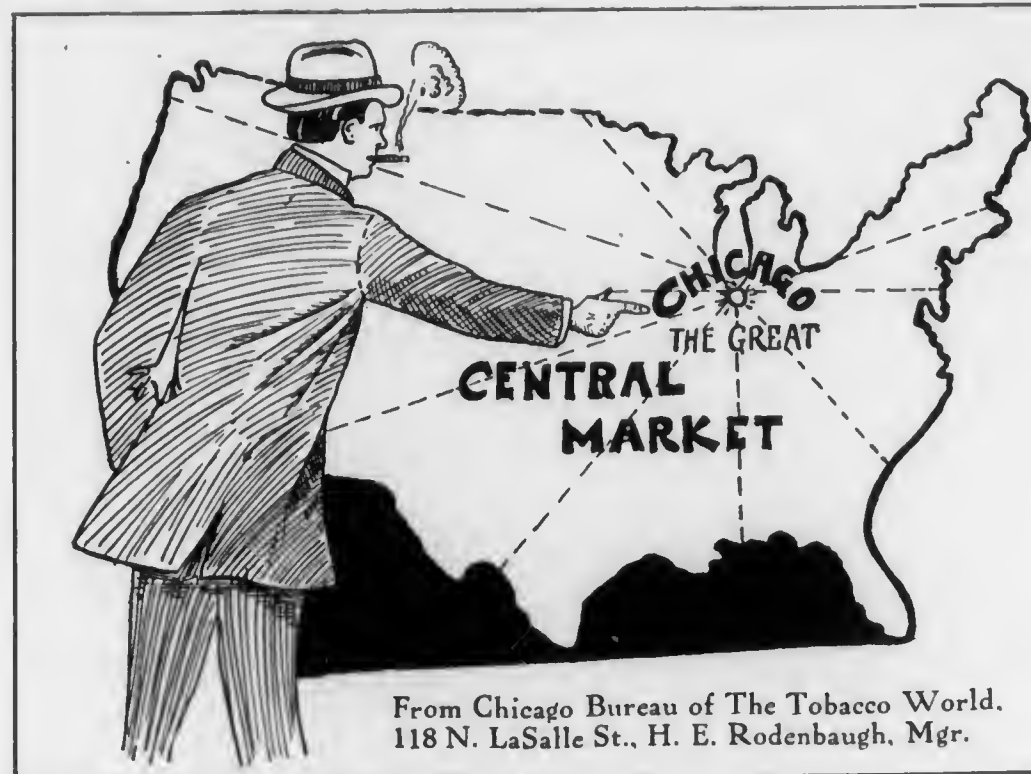 CHICAGO
THE GREAT
CENTRAL
MARKET
From Chicago Bureau of The Tobacco World.
118 N. LaSalle St., H. E. Rodenbaugh, Mgr.